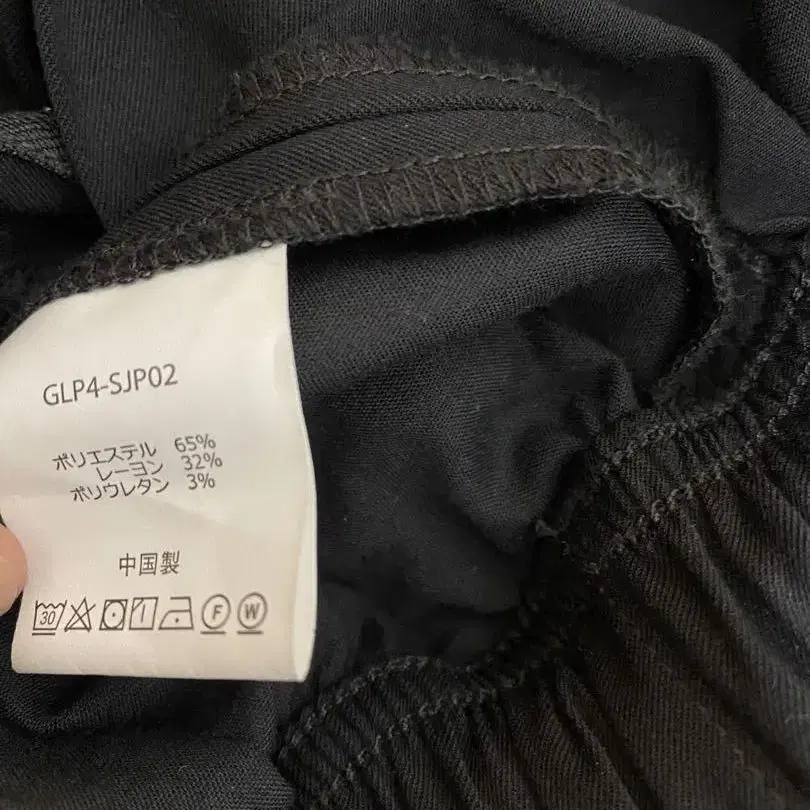 GLP4-SJP02
ポリエステル 65%
レーヨン 32%
ポリウレタン 3%
中国製
30 F W